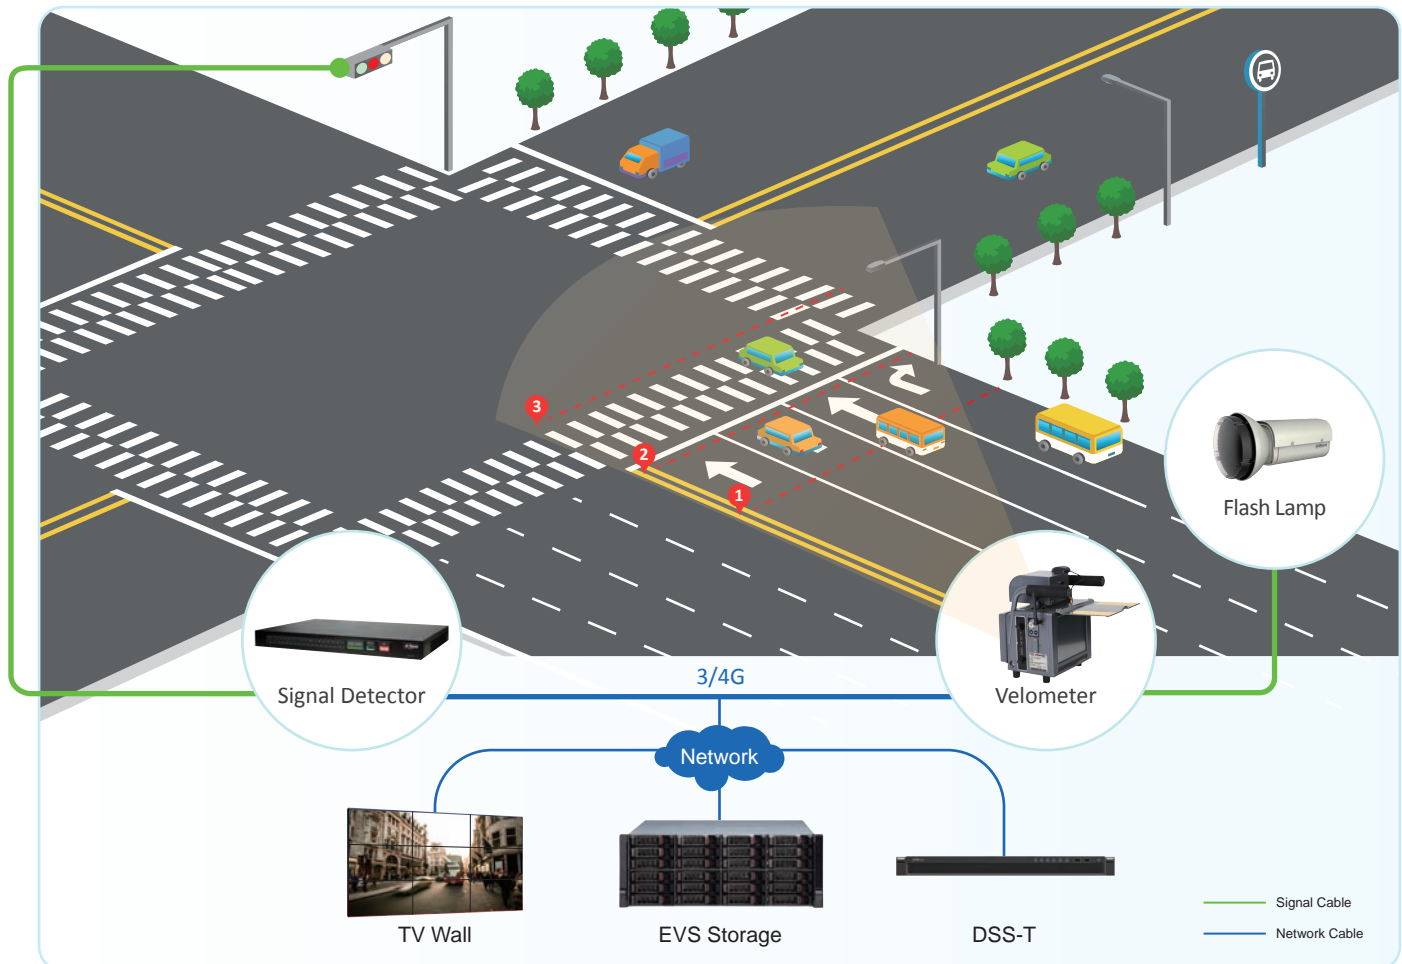 3
2
1
Flash Lamp
Signal Detector
3/4G
Velometer
Network
TV Wall
EVS Storage
DSS-T
Signal Cable
Network Cable